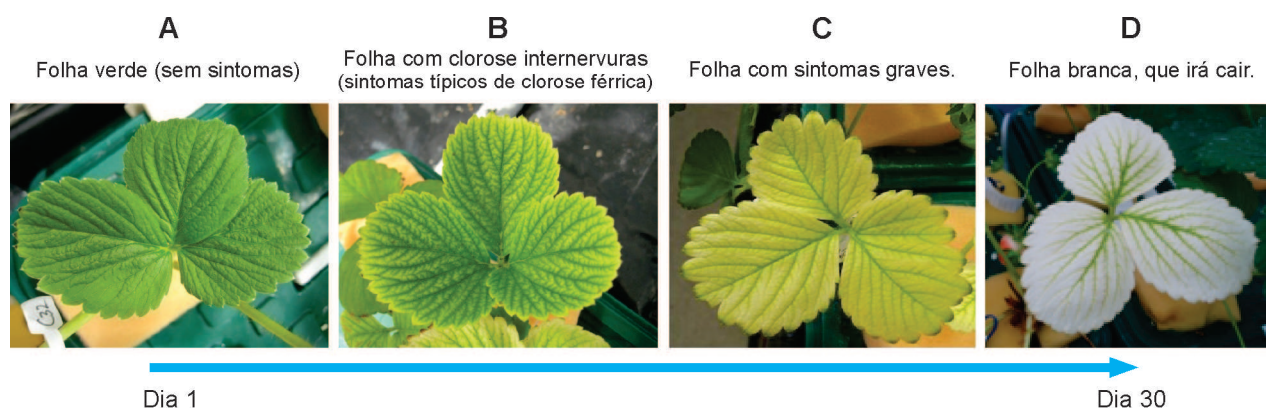 A
Folha verde (sem sintomas)
B
Folha com clorose internervuras
(sintomas típicos de clorose férrica)
C
Folha com sintomas graves.
D
Folha branca, que irá cair.
C32
Dia 1
Dia 30